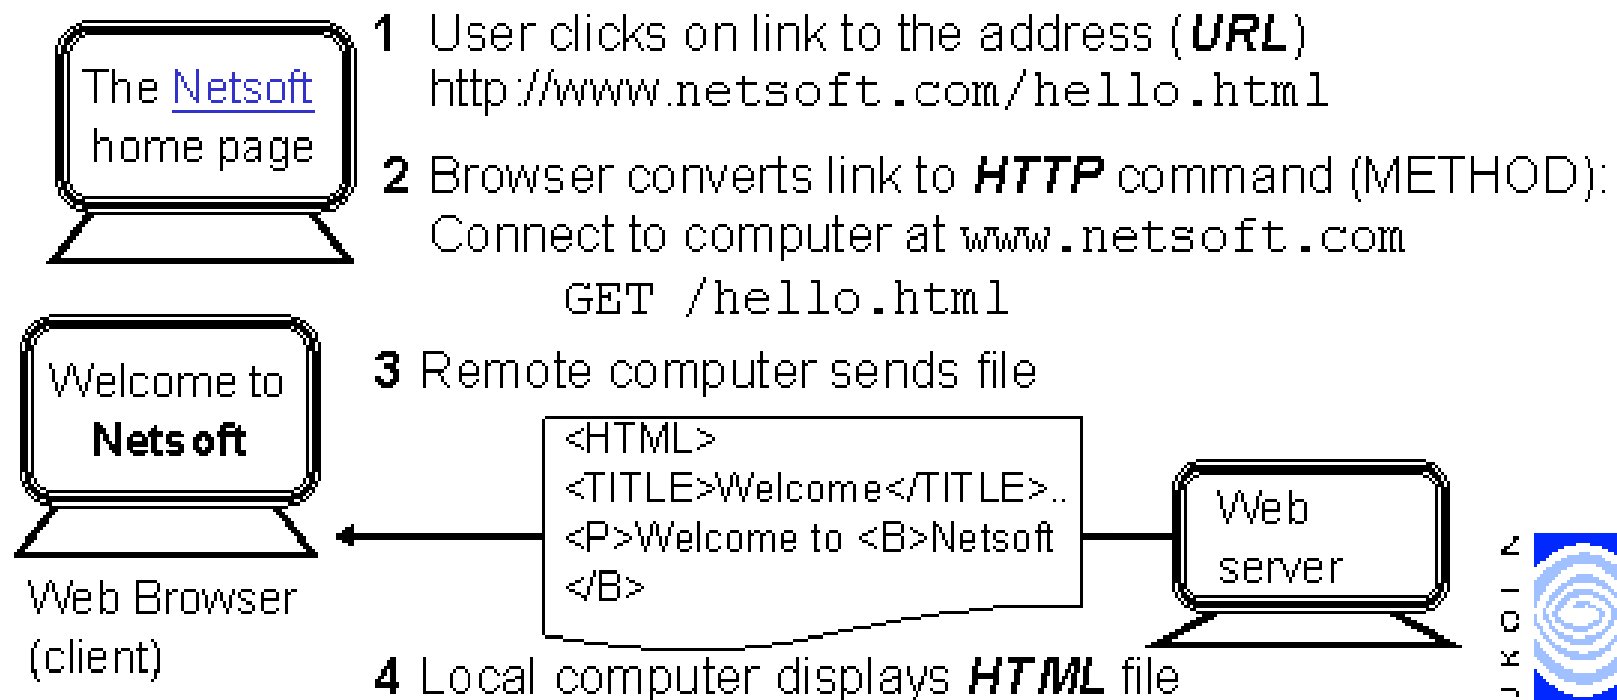 The Netsoft
home page
1 User clicks on link to the address (URL)
http://www.netsoft.com/hello.html
2 Browser converts link to HTTP command (METHOD):
Connect to computer at www.netsoft.com
GET /hello.html
Welcome to
Netsoft
Web Browser
(client)
3 Remote computer sends file
<HTML>
<TITLE>Welcome</TITLE>..
<P>Welcome to <B>Netsoft
</B>
Web
server
4 Local computer displays HTML file